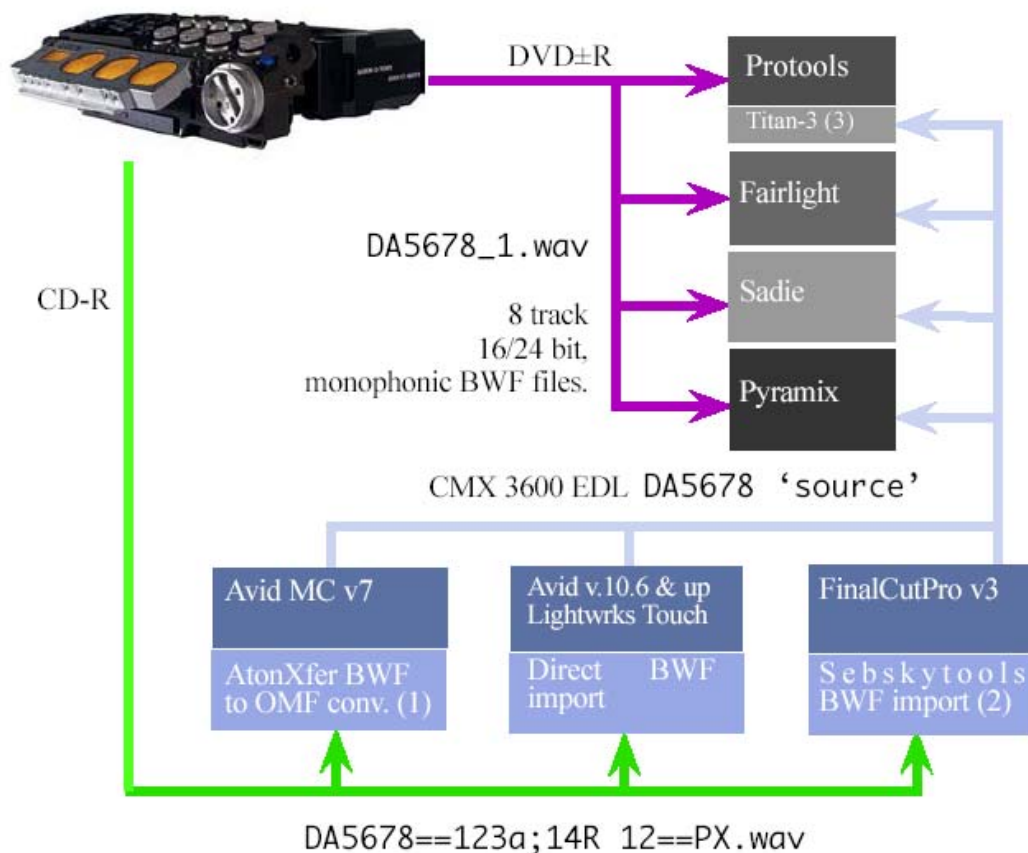 DVD±R
Protools
Titan-3 (3)
Fairlight
DA5678_1.wav
CD-R
Sadie
8 track
16/24 bit,
monophonic BWF files.
Pyramix
CMX 3600 EDL DA5678 ‘source’
Avid MC v7
AtonXfer BWF
to OMF conv. (1)
Avid v.10.6 & up
Lightwrks Touch
Direct BWF
import
FinalCutPro v3
Sebskytools
BWF import (2)
DA5678==123a;14R 12==PX.wav